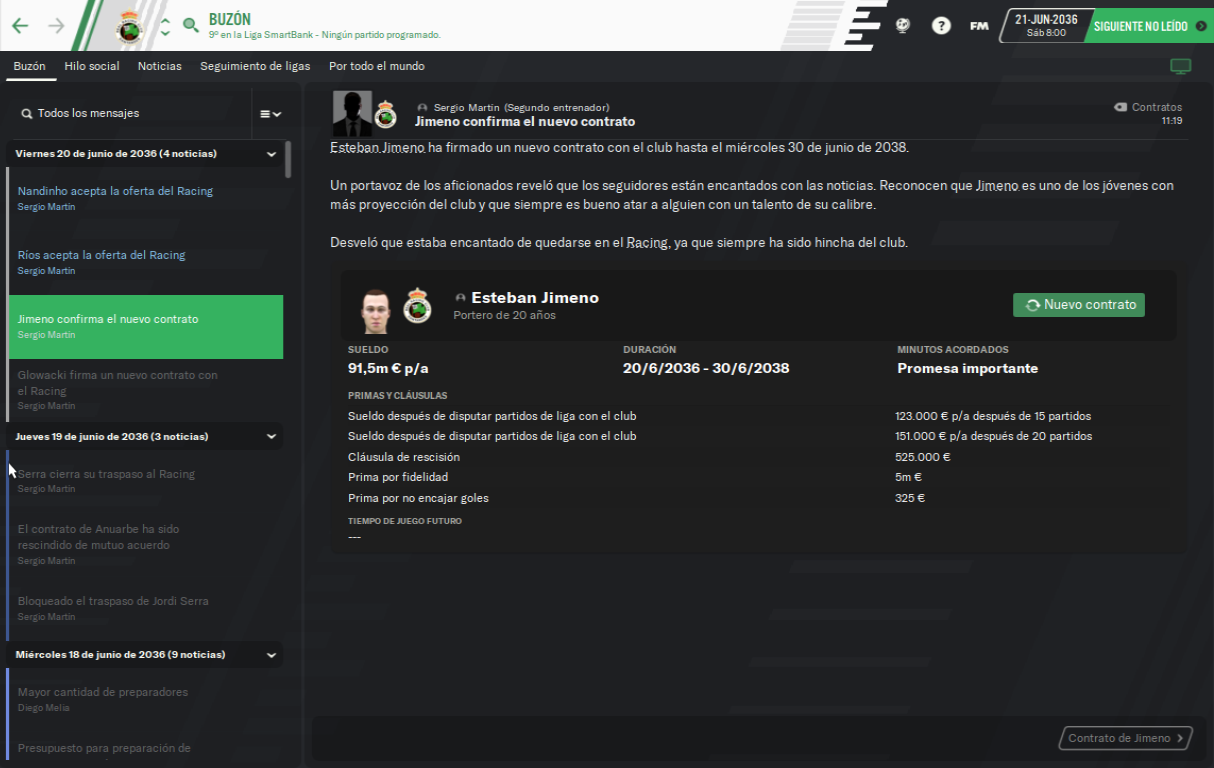 BUZÓN
9º en la Liga SmartBank - Ningún partido programado.
?
FM
21-JUN-2036
Sáb 8:00
SIGUIENTE NO LEÍDO
Buzón
Hilo social
Noticias
Seguimiento de ligas
Por todo el mundo
Todos los mensajes
Viernes 20 de junio de 2036 (4 noticias)
Nandinho acepta la oferta del Racing
Sergio Martín
Ríos acepta la oferta del Racing
Sergio Martín
Jimeno confirma el nuevo contrato
Sergio Martín
Glowacki firma un nuevo contrato con
el Racing
Sergio Martín
Jueves 19 de junio de 2036 (3 noticias)
Serra cierra su traspaso al Racing
Sergio Martín
El contrato de Anuarbe ha sido
rescindido de mutuo acuerdo
Sergio Martín
Bloqueado el traspaso de Jordi Serra
Sergio Martín
Miércoles 18 de junio de 2036 (9 noticias)
Mayor cantidad de preparadores
Diego Melia
Presupuesto para preparación de
Sergio Martín (Segundo entrenador)
Jimeno confirma el nuevo contrato
Contratos
11:19
Esteban Jimeno ha firmado un nuevo contrato con el club hasta el miércoles 30 de junio de 2038.
Un portavoz de los aficionados reveló que los seguidores están encantados con las noticias. Reconocen que Jimeno es uno de los jóvenes con
más proyección del club y que siempre es bueno atar a alguien con un talento de su calibre.
Desveló que estaba encantado de quedarse en el Racing, ya que siempre ha sido hincha del club.
Esteban Jimeno
Portero de 20 años
Nuevo contrato
SUELDO
91,5m € p/a
DURACIÓN
20/6/2036 - 30/6/2038
MINUTOS ACORDADOS
Promesa importante
PRIMAS Y CLÁUSULAS
Sueldo después de disputar partidos de liga con el club
123.000 € p/a después de 15 partidos
Sueldo después de disputar partidos de liga con el club
151.000 € p/a después de 20 partidos
Cláusula de rescisión
525.000 €
Prima por fidelidad
5m €
Prima por no encajar goles
325 €
TIEMPO DE JUEGO FUTURO
---
Contrato de Jimeno